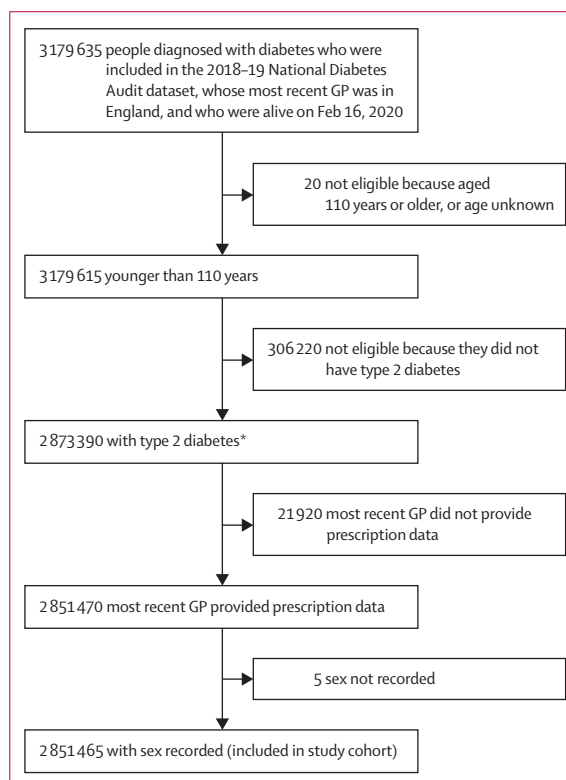 3 179 635 people diagnosed with diabetes who were
included in the 2018–19 National Diabetes
Audit dataset, whose most recent GP was in
England, and who were alive on Feb 16, 2020
20 not eligible because aged
110 years or older, or age unknown
3 179 615 younger than 110 years
306 220 not eligible because they did not
have type 2 diabetes
2 873 390 with type 2 diabetes*
21 920 most recent GP did not provide
prescription data
2 851 470 most recent GP provided prescription data
5 sex not recorded
2 851 465 with sex recorded (included in study cohort)